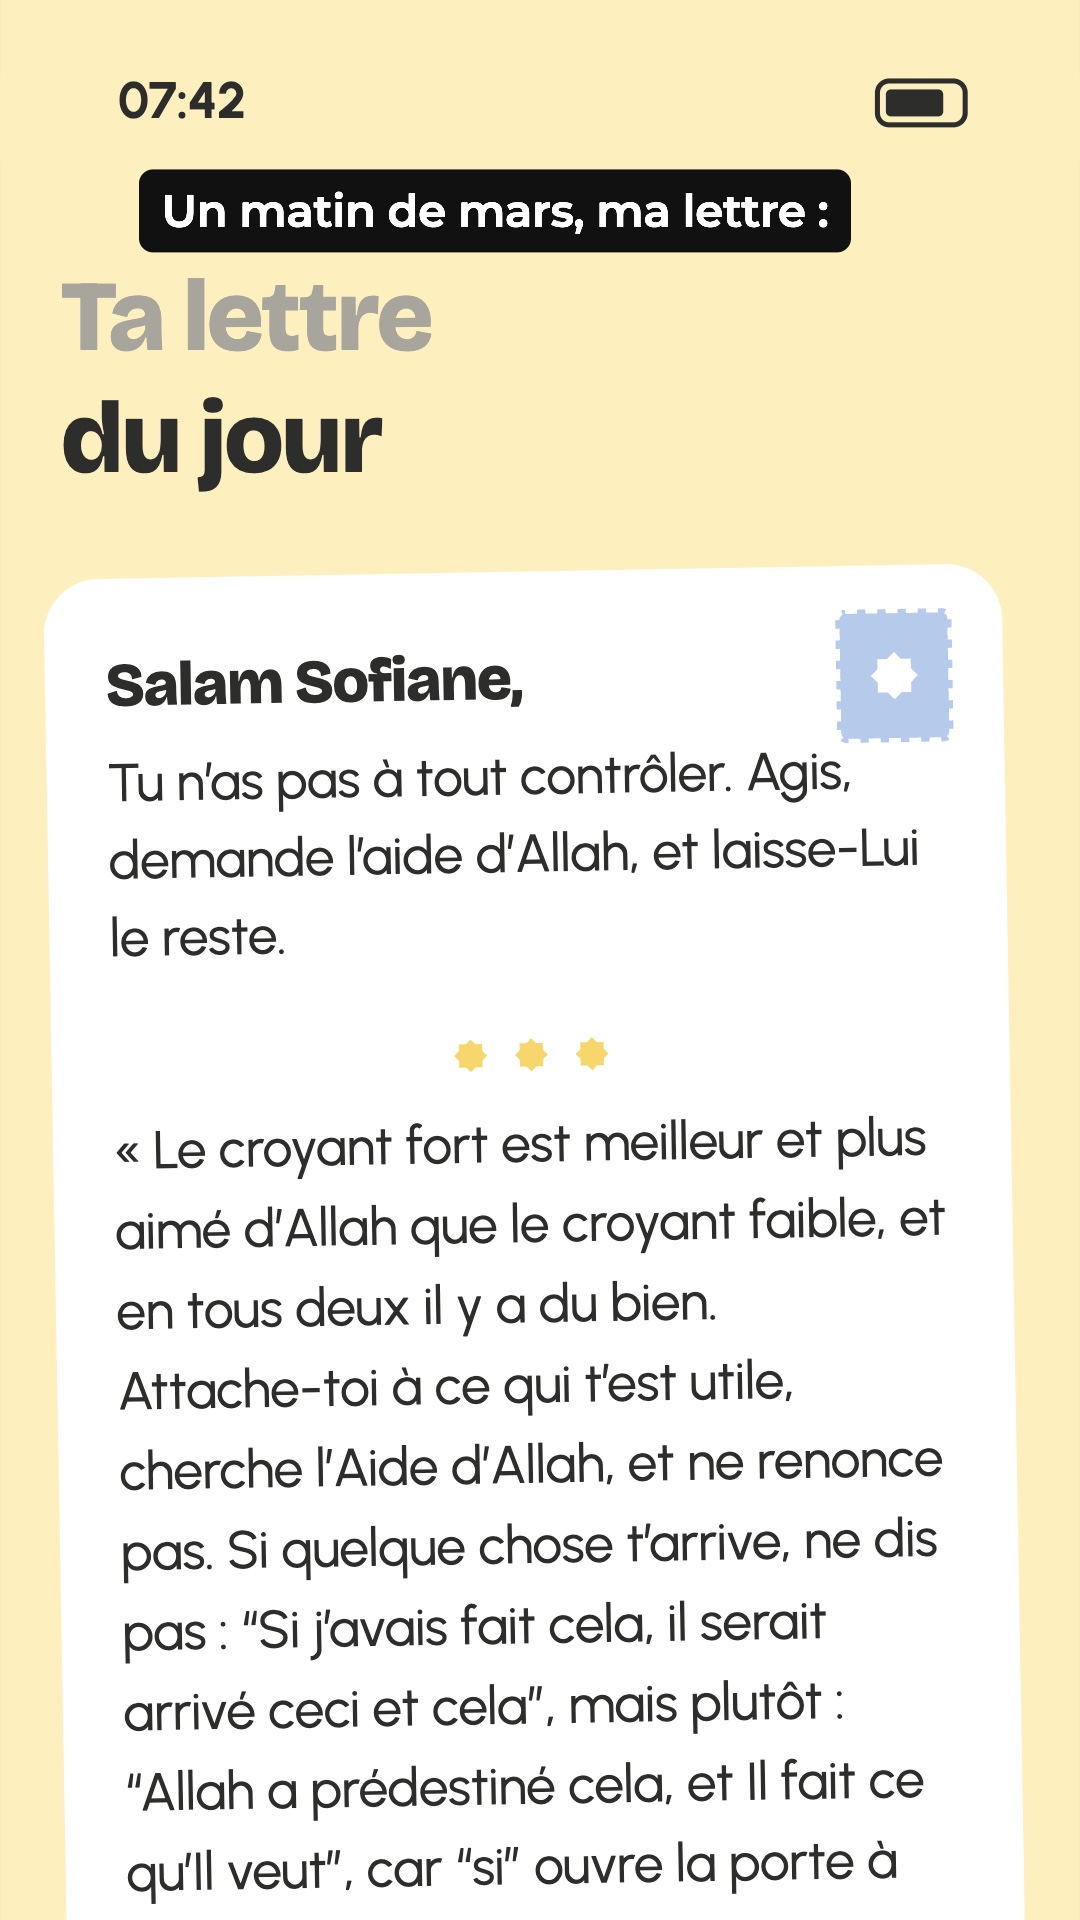 07:42
Un matin de mars, ma lettre :
Ta lettre
du jour
Salam Sofiane,
Tu n’as pas à tout contrôler. Agis,
demande l’aide d’Allah, et laisse-Lui
le reste.
« Le croyant fort est meilleur et plus
aimé d’Allah que le croyant faible, et
en tous deux il y a du bien.
Attache-toi à ce qui t’est utile,
cherche l’Aide d’Allah, et ne renonce
pas. Si quelque chose t’arrive, ne dis
pas : “Si j’avais fait cela, il serait
arrivé ceci et cela”, mais plutôt :
“Allah a prédestiné cela, et Il fait ce
qu’Il veut”, car “si” ouvre la porte à